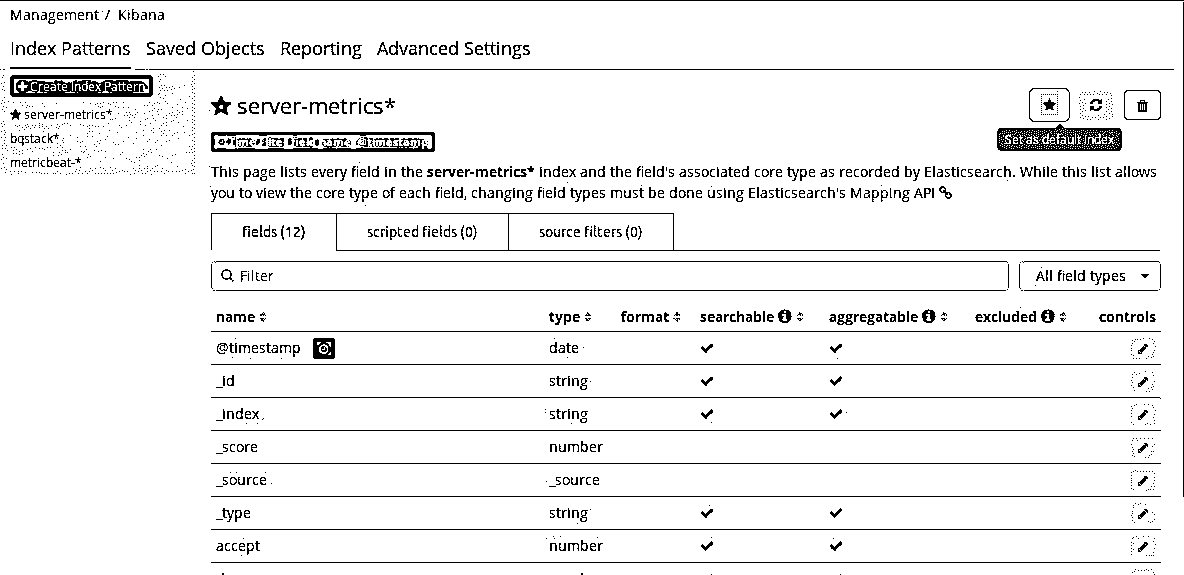 Management / Kibana
Index Patterns Saved Objects Reporting Advanced Settings
Create Index Pattern
server-metrics*
bqstack*
metricbeat-*
server-metrics*
Time Filter field name: @timestamp
Set as default index
This page lists every field in the server-metrics* index and the field's associated core type as recorded by Elasticsearch. While this list allows
you to view the core type of each field, changing field types must be done using Elasticsearch's Mapping API
fields (12) scripted fields (0) source filters (0)
Filter All field types
name type format searchable aggregatable excluded controls
@timestamp date
_id string
_index string
_score number
_source _source
_type string
accept number